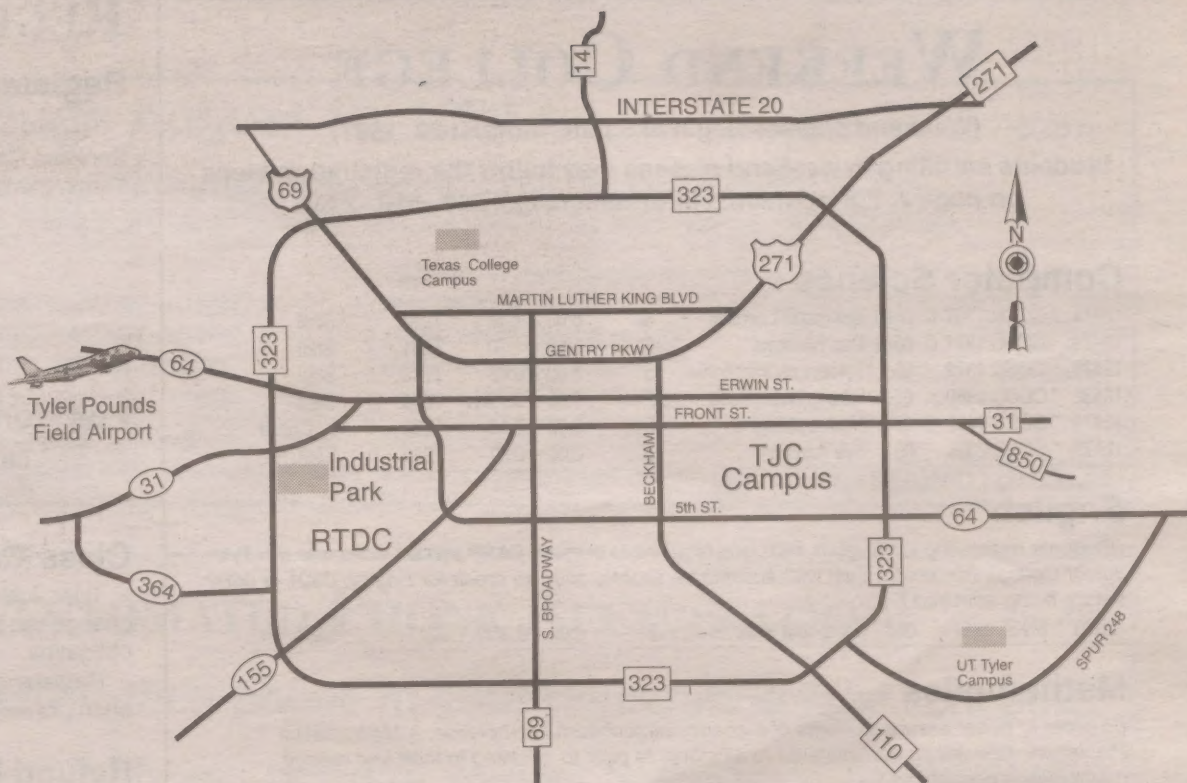 14
271
INTERSTATE 20
69
323
N
Texas College
Campus
271
MARTIN LUTHER KING BLVD
323
GENTRY PKWY
64
ERWIN ST.
Tyler Pounds
Field Airport
FRONT ST.
31
BECKHAM
TJC
Campus
850
Industrial
Park
31
5th ST.
64
RTDC
S. BROADWAY
323
364
SPUR 248
UT Tyler
Campus
155
323
69
110